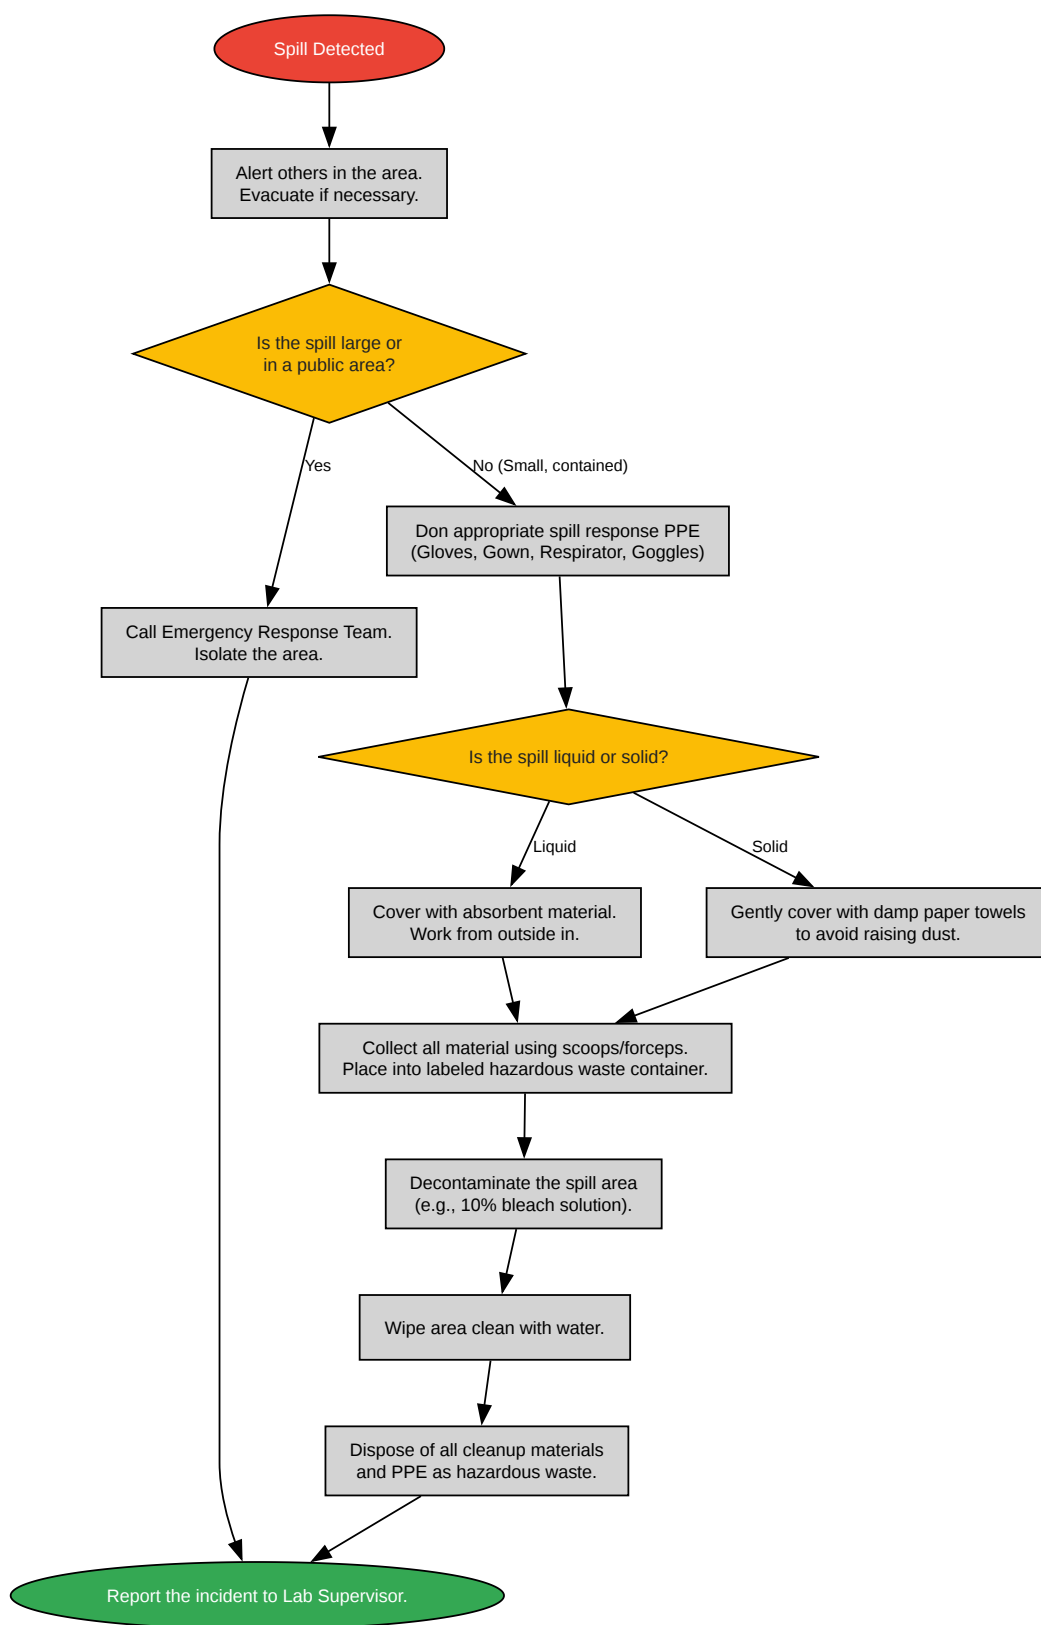 Spill Detected
Alert others in the area.
Evacuate if necessary.
Is the spill large or
in a public area?
Yes
No (Small, contained)
Don appropriate spill response PPE
(Gloves, Gown, Respirator, Goggles)
Call Emergency Response Team.
Isolate the area.
Is the spill liquid or solid?
Liquid
Solid
Cover with absorbent material.
Work from outside in.
Gently cover with damp paper towels
to avoid raising dust.
Collect all material using scoops/forceps.
Place into labeled hazardous waste container.
Decontaminate the spill area
(e.g., 10% bleach solution).
Wipe area clean with water.
Dispose of all cleanup materials
and PPE as hazardous waste.
Report the incident to Lab Supervisor.